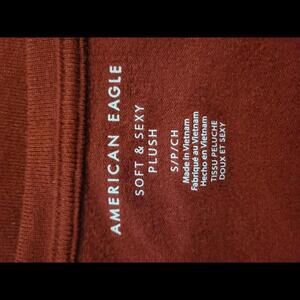 AMERICAN EAGLE
SOFT & SEXY
PLUSH
S/P/CH
Made in Vietnam
Fabriqué au Vietnam
Hecho en Vietnam
TISSU PELUCHE
DOUX ET SEXY